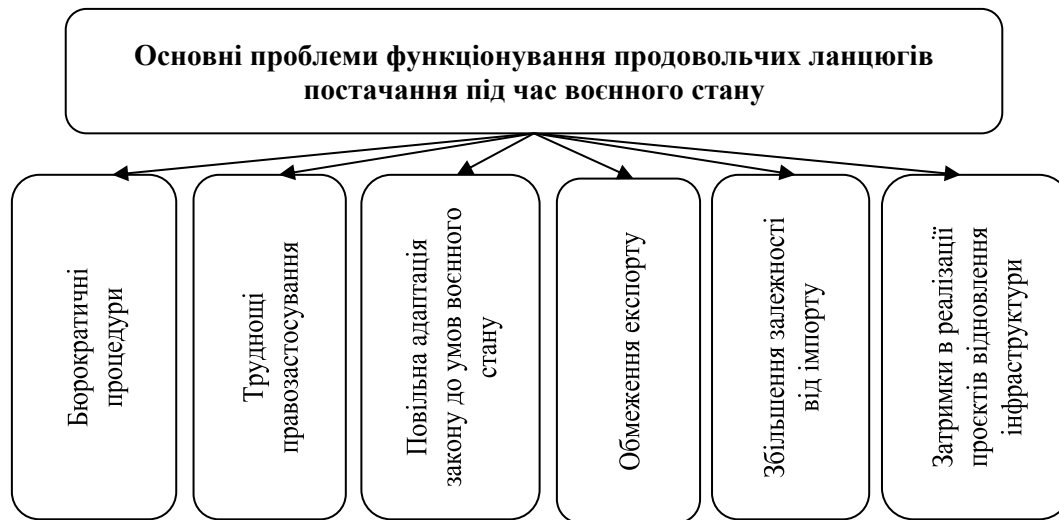 Основні проблеми функціонування продовольчих ланцюгів
постачання під час воєнного стану
Бюрократичні
процедури
Труднощі
правозастосування
Повільна адаптація
закону до умов воєнного
стану
Обмеження експорту
Збільшення залежності
від імпорту
Затримки в реалізації
проєктів відновлення
інфраструктури